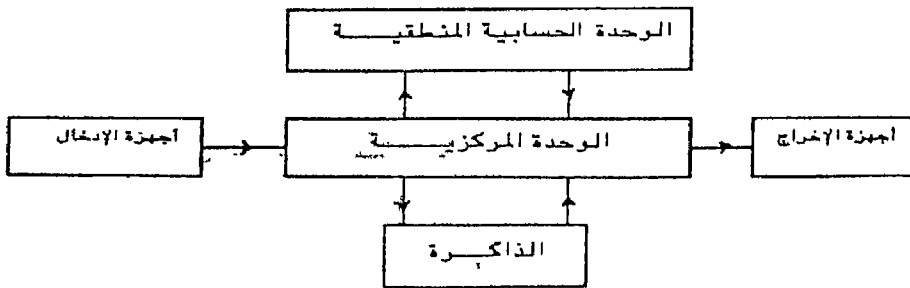 الوحدة الحسابية المنطقية
أجهزة الإدخال
الوحدة المركزية
أجهزة الإخراج
الذاكرة